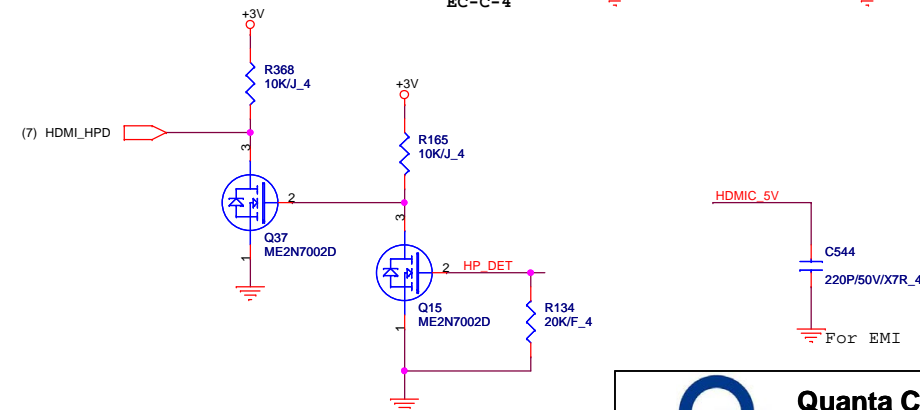 EC-C-4
+3V
R368
10K/J_4
+3V
(7) HDMI_HPD
R165
10K/J_4
3
2
HDMIC_5V
3
Q37
ME2N7002D
1
2
HP_DET
C544
220P/50V/X7R_4
Q15
ME2N7002D
R134
20K/F_4
1
For EMI
Quanta C